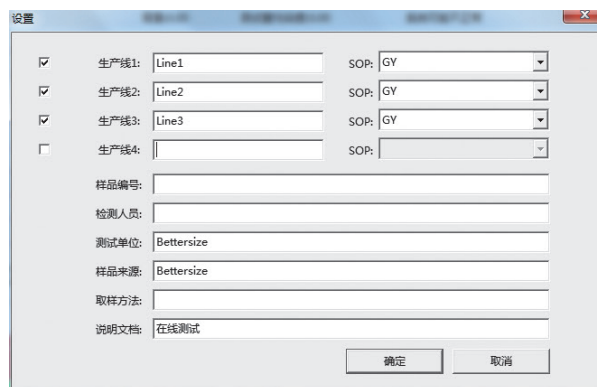 设置
生产线1: Line1 SOP: GY
生产线2: Line2 SOP: GY
生产线3: Line3 SOP: GY
生产线4: SOP:
样品编号:
检测人员:
测试单位: Bettersize
样品来源: Bettersize
取样方法:
说明文档: 在线测试
确定 取消